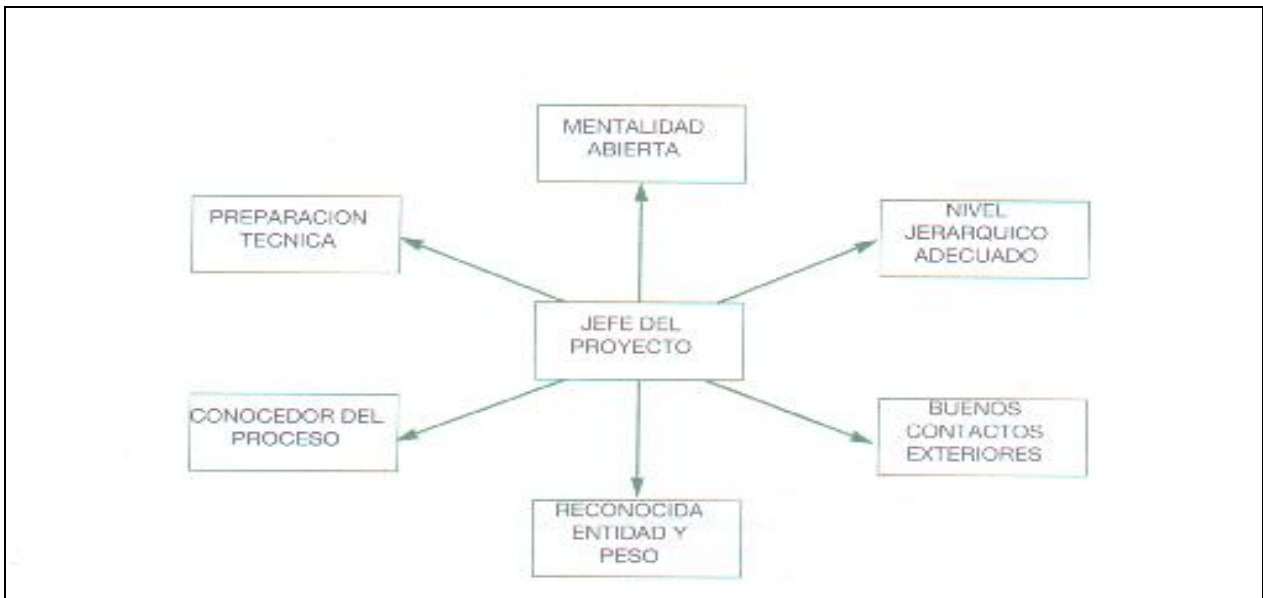 MENTALIDAD
ABIERTA
PREPARACION
TECNICA
NIVEL
JERARQUICO
ADECUADO
JEFE DEL
PROYECTO
CONOCEDOR DEL
PROCESO
BUENOS
CONTACTOS
EXTERIORES
RECONOCIDA
ENTIDAD Y
PESO